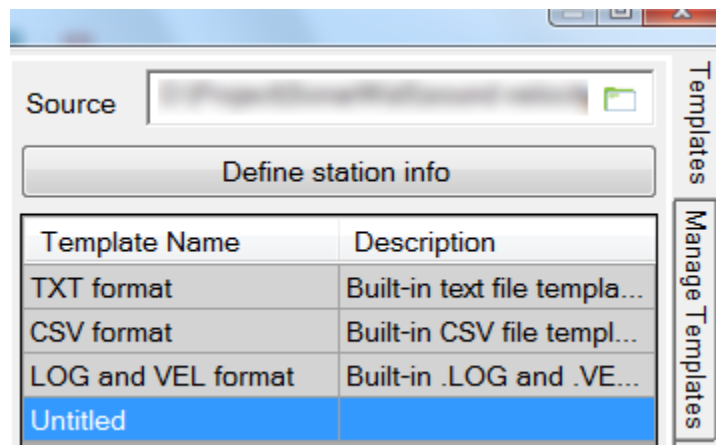 Source
Define station info
Template Name Description
TXT format Built-in text file templa...
CSV format Built-in CSV file templ...
LOG and VEL format Built-in .LOG and .VE...
Untitled
Templates
Manage Templates